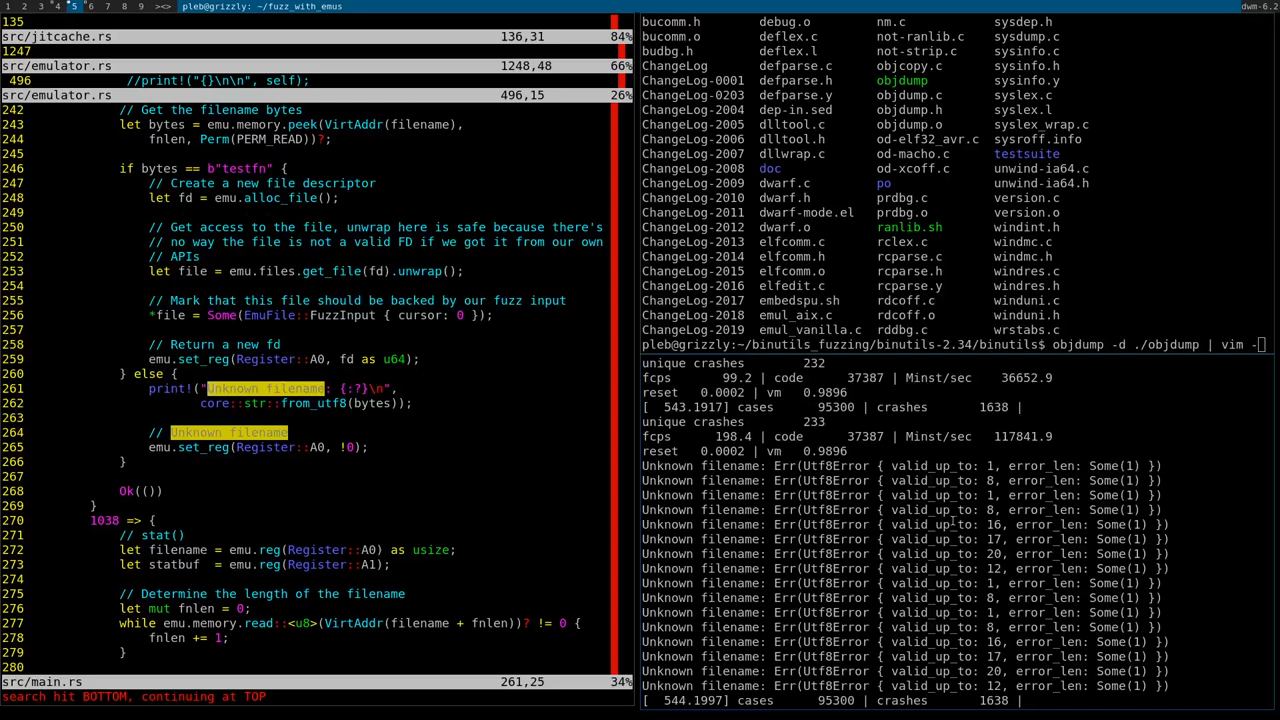 1 2 3 4 5 6 7 8 9 ><> pleb@grizzly: ~/fuzz_with_emus dwm-6.2
135
src/jitcache.rs 136,31 84%
1247
src/emulator.rs 1248,48 66%
496 //print!("{}\n\n", self);
src/emulator.rs 496,15 26%
242 // Get the filename bytes
243 let bytes = emu.memory.peek(VirtAddr(filename),
244 fnlen, Perm(PERM_READ))?;
245
246 if bytes == b"testfn" {
247 // Create a new file descriptor
248 let fd = emu.alloc_file();
249
250 // Get access to the file, unwrap here is safe because there's
251 // no way the file is not a valid FD if we got it from our own
252 // APIs
253 let file = emu.files.get_file(fd).unwrap();
254
255 // Mark that this file should be backed by our fuzz input
256 *file = Some(EmuFile::FuzzInput { cursor: 0 });
257
258 // Return a new fd
259 emu.set_reg(Register::A0, fd as u64);
260 } else {
261 print!("Unknown filename: {:?}\n",
262 core::str::from_utf8(bytes));
263
264 // Unknown filename
265 emu.set_reg(Register::A0, !0);
266 }
267
268 Ok(())
269 }
270 1038 => {
271 // stat()
272 let filename = emu.reg(Register::A0) as usize;
273 let statbuf  = emu.reg(Register::A1);
274
275 // Determine the length of the filename
276 let mut fnlen = 0;
277 while emu.memory.read::<u8>(VirtAddr(filename + fnlen))? != 0 {
278 fnlen += 1;
279 }
280
src/main.rs 261,25 34%
search hit BOTTOM, continuing at TOP
bucomm.h debug.o nm.c sysdep.h
bucomm.o deflex.c not-ranlib.c sysdump.c
budbg.h deflex.l not-strip.c sysinfo.c
ChangeLog defparse.c objcopy.c sysinfo.h
ChangeLog-0001 defparse.h objdump sysinfo.y
ChangeLog-0203 defparse.y objdump.c syslex.c
ChangeLog-2004 dep-in.sed objdump.h syslex.l
ChangeLog-2005 dlltool.c objdump.o syslex_wrap.c
ChangeLog-2006 dlltool.h od-elf32_avr.c sysroff.info
ChangeLog-2007 dllwrap.c od-macho.c testsuite
ChangeLog-2008 doc od-xcoff.c unwind-ia64.c
ChangeLog-2009 dwarf.c po unwind-ia64.h
ChangeLog-2010 dwarf.h prdbg.c version.c
ChangeLog-2011 dwarf-mode.el prdbg.o version.o
ChangeLog-2012 dwarf.o ranlib.sh windint.h
ChangeLog-2013 elfcomm.c rclex.c windmc.c
ChangeLog-2014 elfcomm.h rcparse.c windmc.h
ChangeLog-2015 elfcomm.o rcparse.h windres.c
ChangeLog-2016 elfedit.c rcparse.y windres.h
ChangeLog-2017 embedspu.sh rdcoff.c winduni.c
ChangeLog-2018 emul_aix.c rdcoff.o winduni.h
ChangeLog-2019 emul_vanilla.c rddbg.c wrstabs.c
pleb@grizzly:~/binutils_fuzzing/binutils-2.34/binutils$ objdump -d ./objdump | vim -
unique crashes 232
fcps 99.2 | code 37387 | Minst/sec 36652.9
reset 0.0002 | vm 0.9896
[ 543.1917] cases 95300 | crashes 1638 |
unique crashes 233
fcps 198.4 | code 37387 | Minst/sec 117841.9
reset 0.0002 | vm 0.9896
Unknown filename: Err(Utf8Error { valid_up_to: 1, error_len: Some(1) })
Unknown filename: Err(Utf8Error { valid_up_to: 8, error_len: Some(1) })
Unknown filename: Err(Utf8Error { valid_up_to: 1, error_len: Some(1) })
Unknown filename: Err(Utf8Error { valid_up_to: 8, error_len: Some(1) })
Unknown filename: Err(Utf8Error { valid_up_to: 16, error_len: Some(1) })
Unknown filename: Err(Utf8Error { valid_up_to: 17, error_len: Some(1) })
Unknown filename: Err(Utf8Error { valid_up_to: 20, error_len: Some(1) })
Unknown filename: Err(Utf8Error { valid_up_to: 12, error_len: Some(1) })
Unknown filename: Err(Utf8Error { valid_up_to: 1, error_len: Some(1) })
Unknown filename: Err(Utf8Error { valid_up_to: 8, error_len: Some(1) })
Unknown filename: Err(Utf8Error { valid_up_to: 1, error_len: Some(1) })
Unknown filename: Err(Utf8Error { valid_up_to: 8, error_len: Some(1) })
Unknown filename: Err(Utf8Error { valid_up_to: 16, error_len: Some(1) })
Unknown filename: Err(Utf8Error { valid_up_to: 17, error_len: Some(1) })
Unknown filename: Err(Utf8Error { valid_up_to: 20, error_len: Some(1) })
Unknown filename: Err(Utf8Error { valid_up_to: 12, error_len: Some(1) })
[ 544.1997] cases 95300 | crashes 1638 |